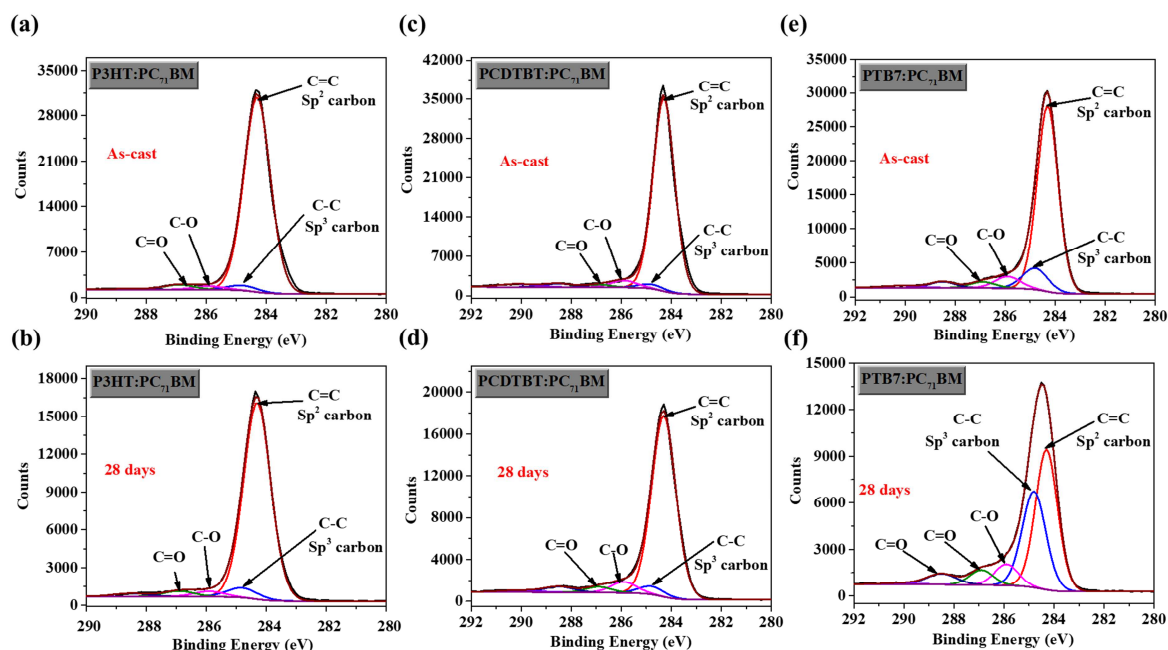 (a)
P3HT:PC71BM
As-cast
C=C
Sp2 carbon
C-C
Sp3 carbon
C-O
C=O
Counts
35000
28000
21000
14000
7000
0
290 288 286 284 282 280
Binding Energy (eV)
(c)
PCDTBT:PC71BM
As-cast
C=C
Sp2 carbon
C-C
Sp3 carbon
C-O
C=O
Counts
42000
35000
28000
21000
14000
7000
0
292 290 288 286 284 282 280
Binding Energy (eV)
(e)
PTB7:PC71BM
As-cast
C=C
Sp2 carbon
C-C
Sp3 carbon
C-O
C=O
Counts
35000
30000
25000
20000
15000
10000
5000
0
292 290 288 286 284 282 280
Binding Energy (eV)
(b)
P3HT:PC71BM
28 days
C=C
Sp2 carbon
C-C
Sp3 carbon
C-O
C=O
Counts
18000
15000
12000
9000
6000
3000
0
290 288 286 284 282 280
Binding Energy (eV)
(d)
PCDTBT:PC71BM
28 days
C=C
Sp2 carbon
C-C
Sp3 carbon
C-O
C=O
Counts
20000
16000
12000
8000
4000
0
292 290 288 286 284 282 280
Binding Energy (eV)
(f)
PTB7:PC71BM
28 days
C-C
Sp3 carbon
C=C
Sp2 carbon
C-O
C=O
C=O
Counts
15000
12000
9000
6000
3000
0
292 290 288 286 284 282 280
Binding Energy (eV)